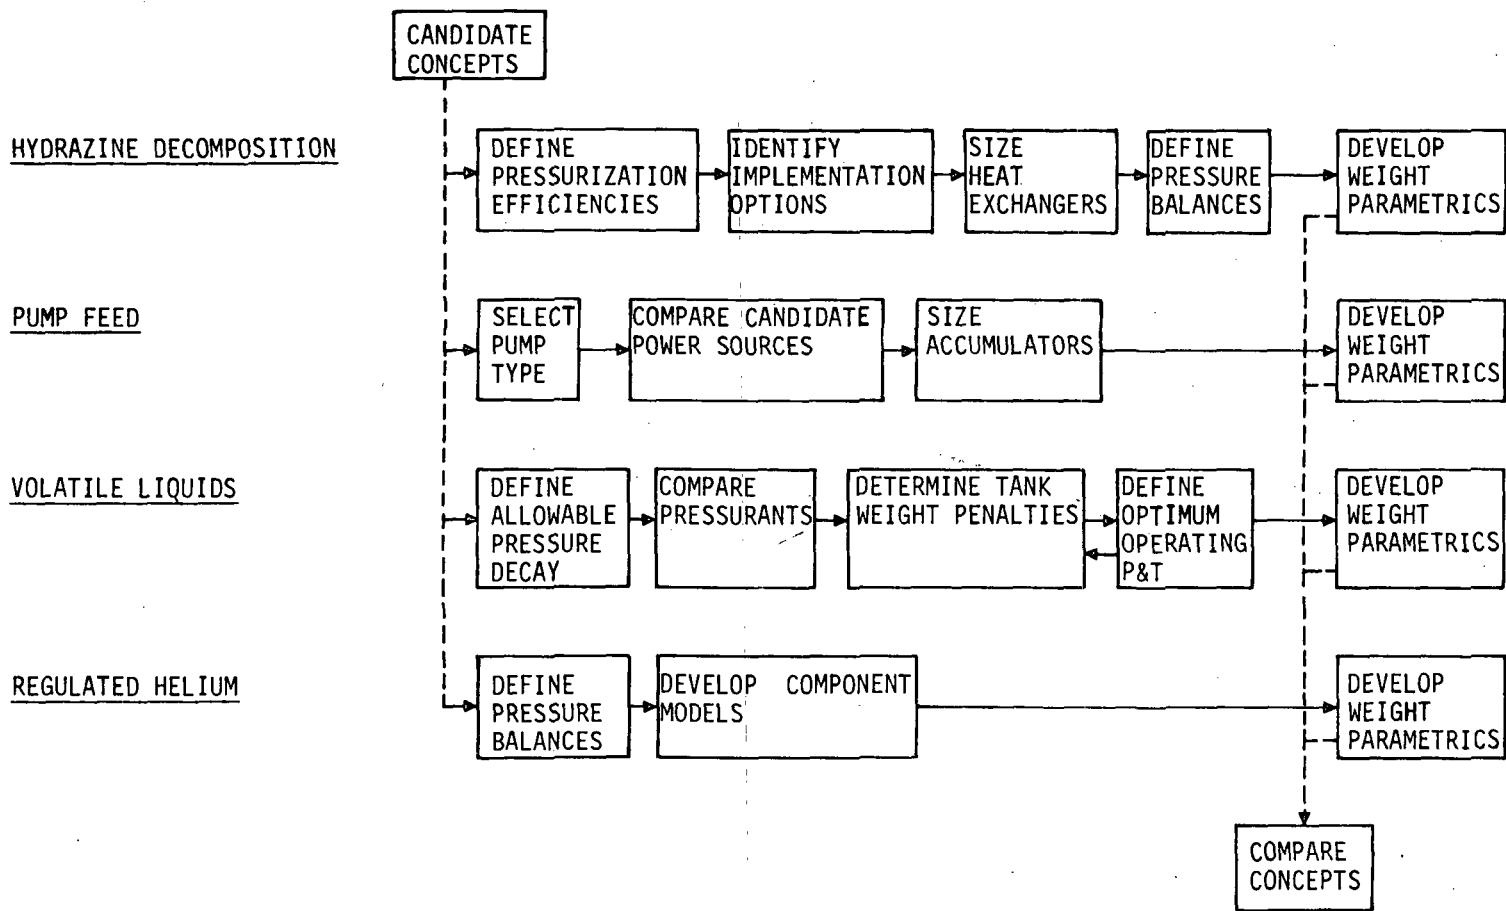 CANDIDATE
CONCEPTS
HYDRAZINE DECOMPOSITION
DEFINE
PRESSURIZATION
EFFICIENCIES
IDENTIFY
IMPLEMENTATION
OPTIONS
SIZE
HEAT
EXCHANGERS
DEFINE
PRESSURE
BALANCES
DEVELOP
WEIGHT
PARAMETRICS
PUMP FEED
SELECT
PUMP
TYPE
COMPARE CANDIDATE
POWER SOURCES
SIZE
ACCUMULATORS
DEVELOP
WEIGHT
PARAMETRICS
VOLATILE LIQUIDS
DEFINE
ALLOWABLE
PRESSURE
DECAY
COMPARE
PRESSURANTS
DETERMINE TANK
WEIGHT PENALTIES
DEFINE
OPTIMUM
OPERATING
P&T
DEVELOP
WEIGHT
PARAMETRICS
REGULATED HELIUM
DEFINE
PRESSURE
BALANCES
DEVELOP COMPONENT
MODELS
DEVELOP
WEIGHT
PARAMETRICS
COMPARE
CONCEPTS